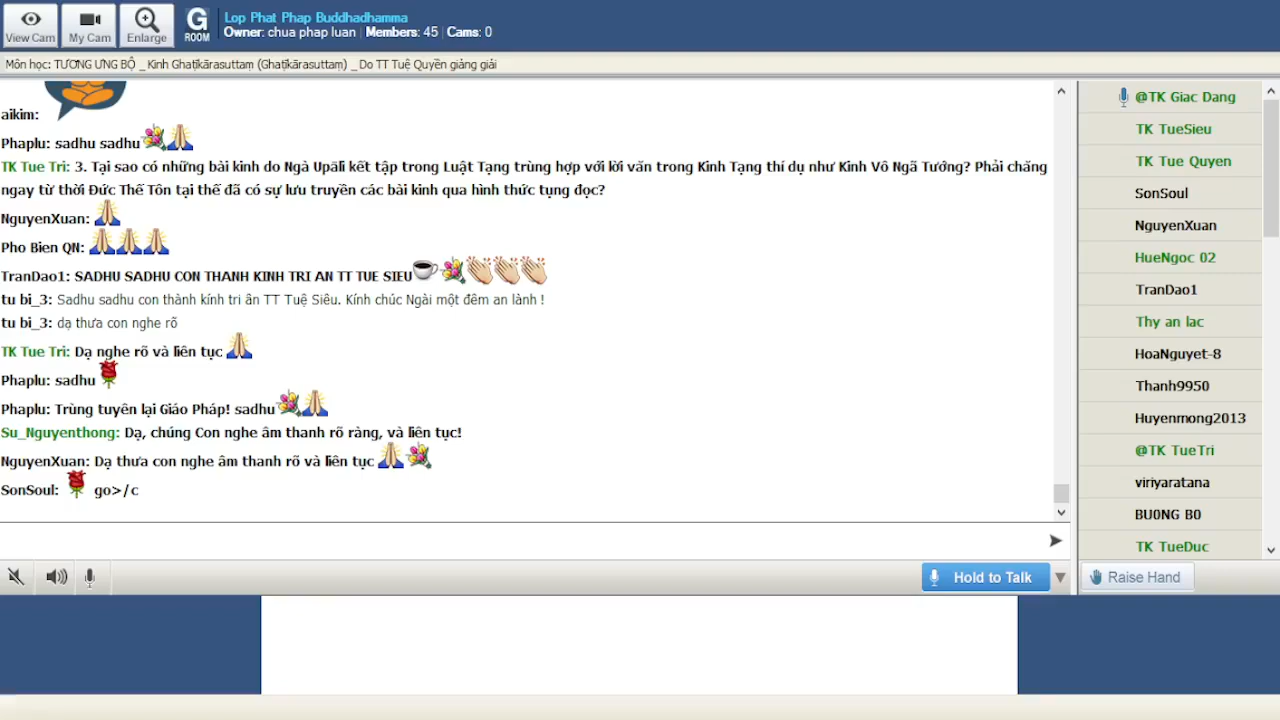 View Cam
My Cam
Enlarge
G
ROOM
Lop Phat Phap Buddhadhamma
Owner: chua phap luan | Members: 45 | Cams: 0
Môn học: TƯƠNG ƯNG BỘ _ Kinh Ghaṭīkārasuttaṃ (Ghaṭīkāra) _ Do TT Tuệ Quyền giảng giải
aikim:
Phaplu: sadhu sadhu
TK Tue Tri: 3. Tại sao có những bài kinh do Ngà Upāli kết tập trong Luật Tạng trùng hợp với lời văn trong Kinh Tạng thí dụ như Kinh Vô Ngã Tướng? Phải chăng
ngay từ thời Đức Thế Tôn tại thế đã có sự lưu truyền các bài kinh qua hình thức tụng đọc?
NguyenXuan:
Pho Bien QN:
TranDao1: SADHU SADHU CON THANH KINH TRI AN TT TUE SIEU
tu bi_3: Sadhu sadhu con thành kính tri ân TT Tuệ Siêu. Kính chúc Ngài một đêm an lành !
tu bi_3: dạ thưa con nghe rõ
TK Tue Tri: Dạ nghe rõ và liên tục
Phaplu: sadhu
Phaplu: Trùng tuyên lại Giáo Pháp! sadhu
Su_Nguyenthong: Dạ, chúng Con nghe âm thanh rõ ràng, và liên tục!
NguyenXuan: Dạ thưa con nghe âm thanh rõ và liên tục
SonSoul: go>/c
Hold to Talk
@TK Giac Dang
TK TueSieu
TK Tue Quyen
SonSoul
NguyenXuan
HueNgoc 02
TranDao1
Thy an lac
HoaNguyet-8
Thanh9950
Huyenmong2013
@TK TueTri
viriyaratana
BU0NG B0
TK TueDuc
Raise Hand